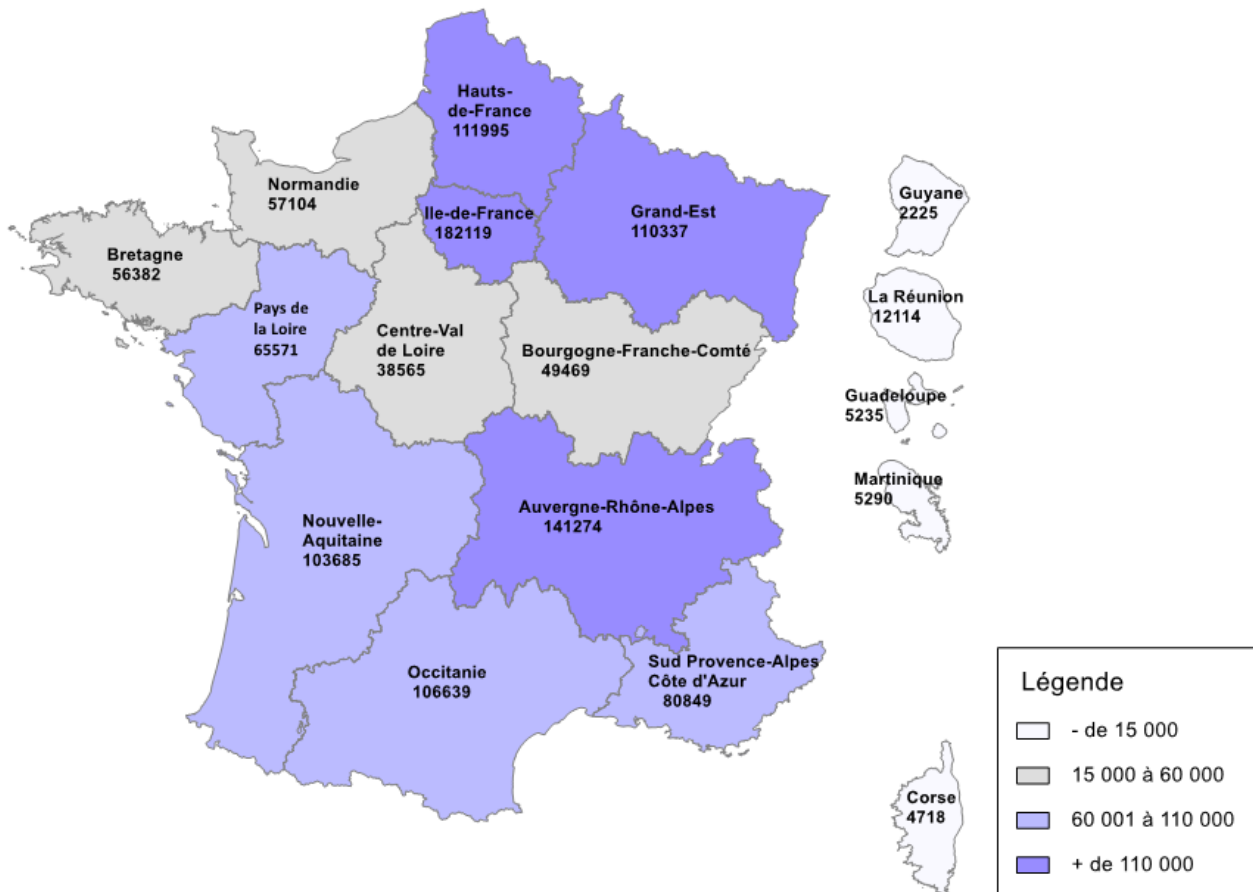 Hauts-
de-France
111995
Normandie
57104
Ile-de-France
182119
Grand-Est
110337
Guyane
2225
Bretagne
56382
La Réunion
12114
Pays de
la Loire
65571
Centre-Val
de Loire
38565
Bourgogne-Franche-Comté
49469
Guadeloupe
5235
Martinique
5290
Auvergne-Rhône-Alpes
141274
Nouvelle-
Aquitaine
103685
Occitanie
106639
Sud Provence-Alpes
Côte d'Azur
80849
Corse
4718
Légende
- de 15 000
15 000 à 60 000
60 001 à 110 000
+ de 110 000